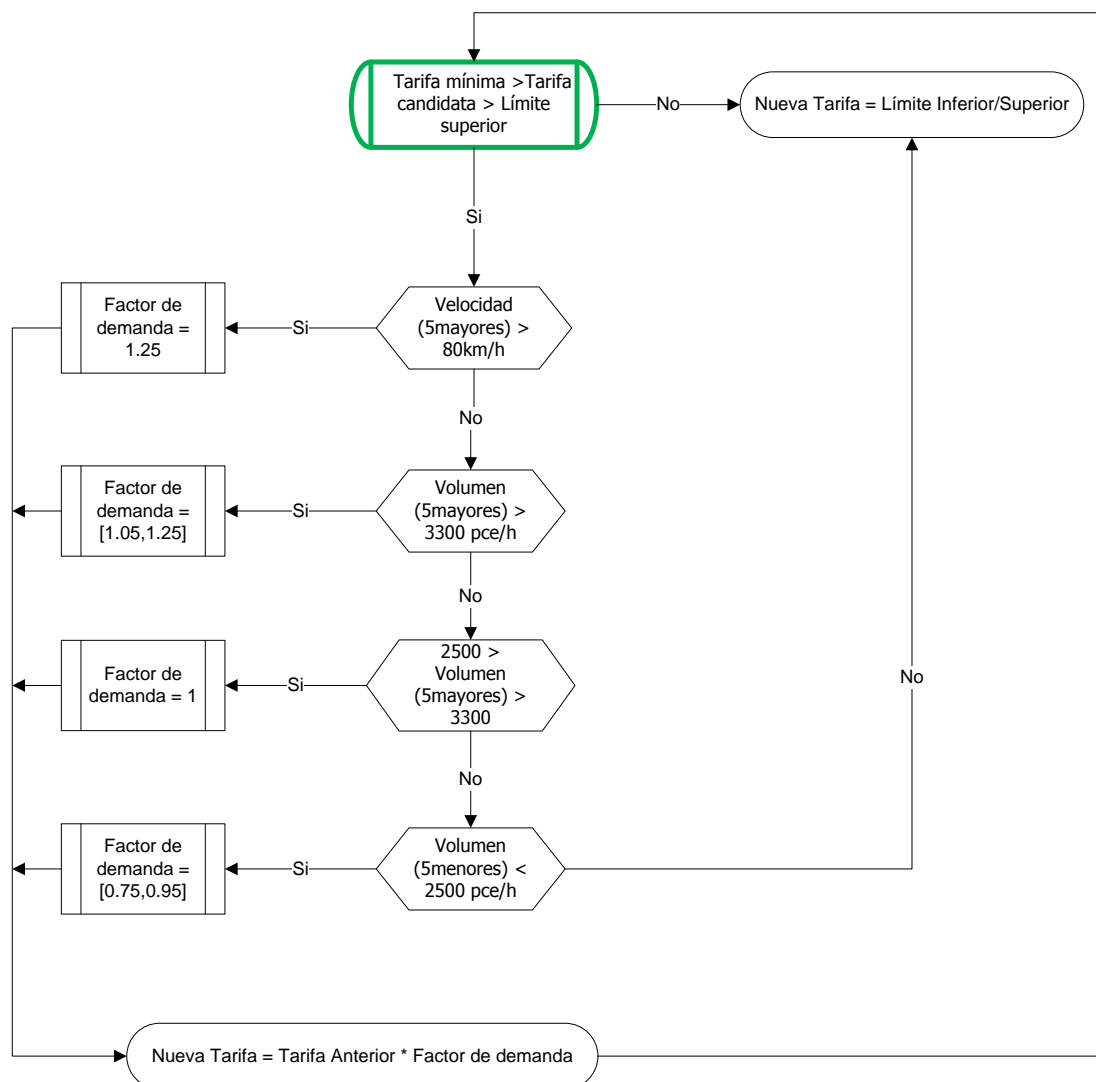 Tarifa mínima >Tarifa
candidata > Límite
superior
No
Nueva Tarifa = Límite Inferior/Superior
Si
Factor de
demanda =
1.25
Si
Velocidad
(5mayores) >
80km/h
No
Factor de
demanda =
[1.05,1.25]
Si
Volumen
(5mayores) >
3300 pce/h
No
Factor de
demanda = 1
Si
2500 >
Volumen
(5mayores) >
3300
No
No
Factor de
demanda =
[0.75,0.95]
Si
Volumen
(5menores) <
2500 pce/h
Nueva Tarifa = Tarifa Anterior * Factor de demanda